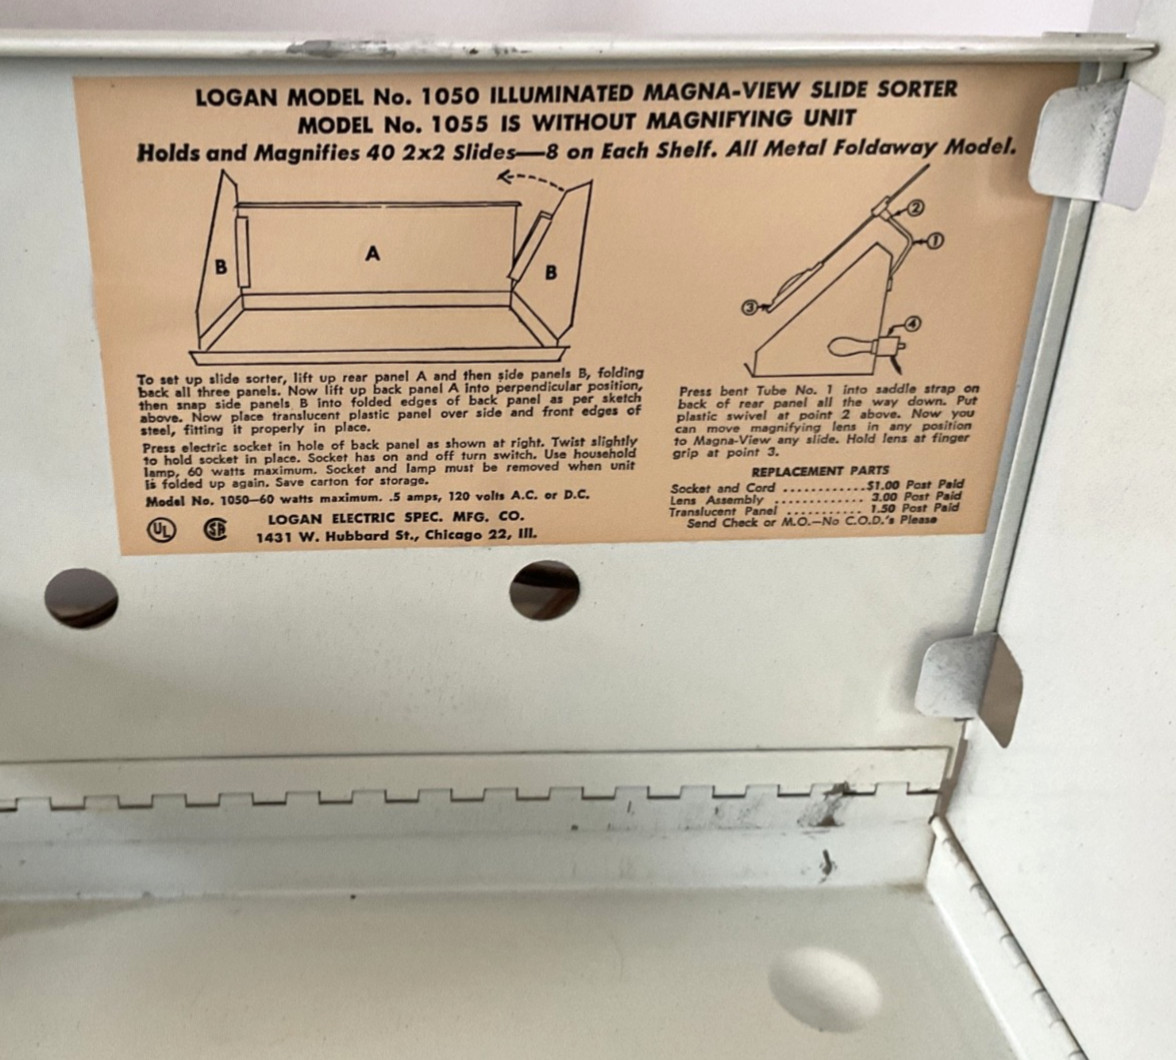 LOGAN MODEL No. 1050 ILLUMINATED MAGNA-VIEW SLIDE SORTER
MODEL No. 1055 IS WITHOUT MAGNIFYING UNIT
Holds and Magnifies 40 2x2 Slides—8 on Each Shelf. All Metal Foldaway Model.
A
B
B
2
1
3
4
To set up slide sorter, lift up rear panel A and then side panels B, folding
back all three panels. Now lift up back panel A into perpendicular position,
then snap side panels B into folded edges of back panel as per sketch
above. Now place translucent plastic panel over side and front edges of
steel, fitting it properly in place.
Press electric socket in hole of back panel as shown at right. Twist slightly
to hold socket in place. Socket has on and off turn switch. Use household
lamp, 60 watts maximum. Socket and lamp must be removed when unit
is folded up again. Save carton for storage.
Model No. 1050—60 watts maximum. .5 amps, 120 volts A.C. or D.C.
UL
SA
LOGAN ELECTRIC SPEC. MFG. CO.
1431 W. Hubbard St., Chicago 22, Ill.
Press bent Tube No. 1 into saddle strap on
back of rear panel all the way down. Put
plastic swivel at point 2 above. Now you
can move magnifying lens in any position
to Magna-View any slide. Hold lens at finger
grip at point 3.
REPLACEMENT PARTS
Socket and Cord ...........$1.00 Post Paid
Lens Assembly ............ 3.00 Post Paid
Translucent Panel .......... 1.50 Post Paid
Send Check or M.O.—No C.O.D.'s Please